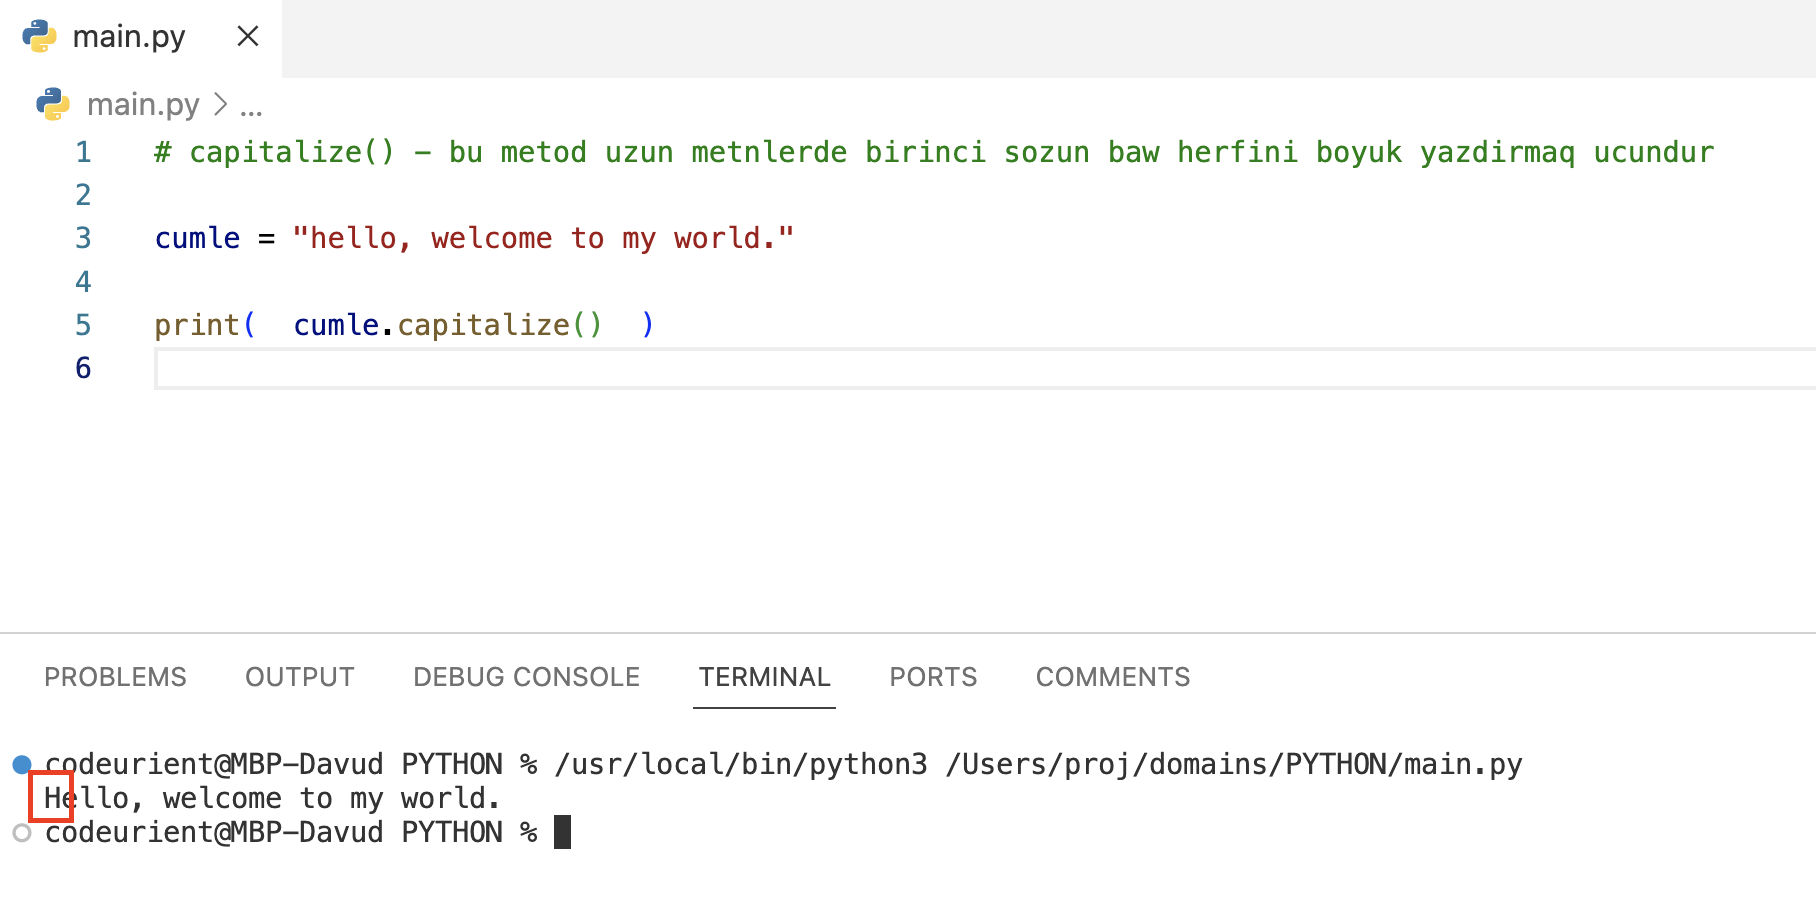 main.py
main.py > ...
1 # capitalize() - bu metod uzun metnlerde birinci sozun baw herfini boyuk yazdirmaq ucundur
2
3 cumle = "hello, welcome to my world."
4
5 print(  cumle.capitalize()  )
6
PROBLEMS OUTPUT DEBUG CONSOLE TERMINAL PORTS COMMENTS
codeurient@MBP-Davud PYTHON % /usr/local/bin/python3 /Users/proj/domains/PYTHON/main.py
Hello, welcome to my world.
codeurient@MBP-Davud PYTHON %